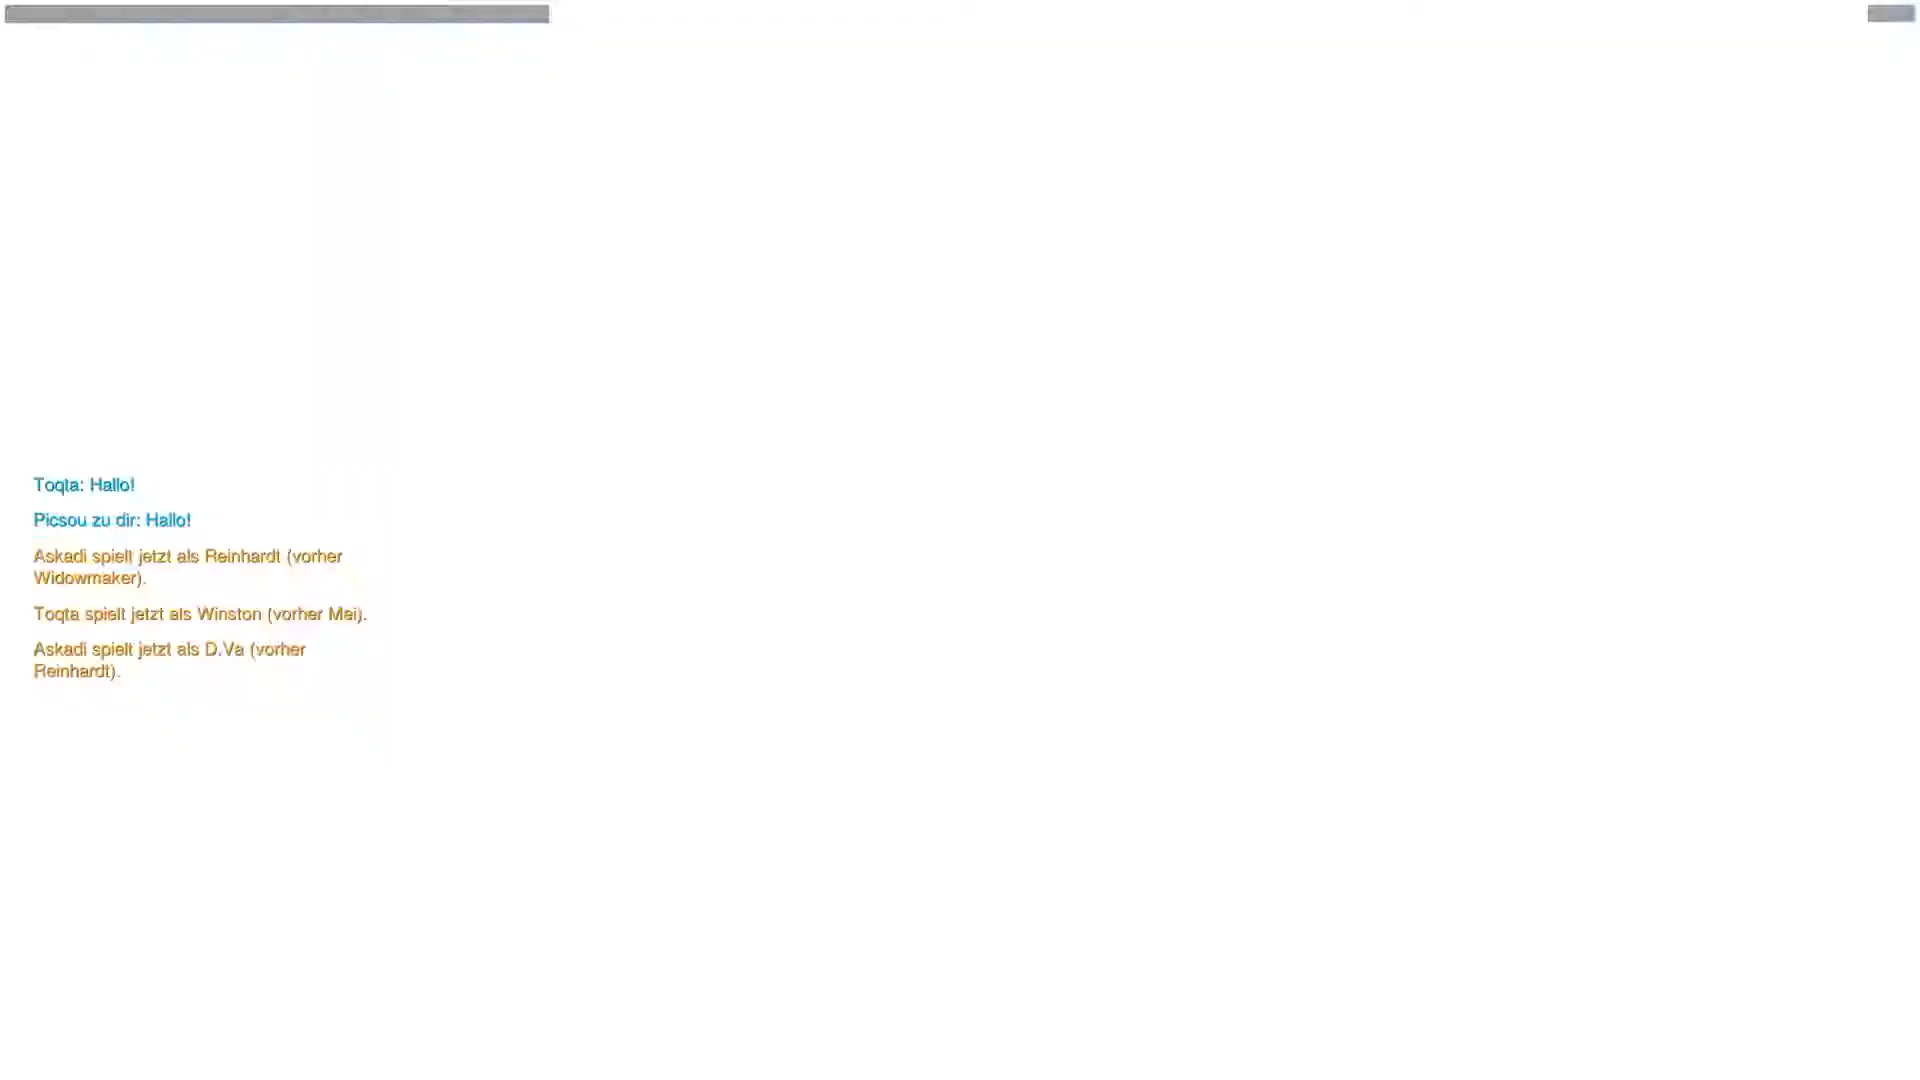 Toqta: Hallo!
Picsou zu dir: Hallo!
Askadi spielt jetzt als Reinhardt (vorher
Widowmaker).
Toqta spielt jetzt als Winston (vorher Mei).
Askadi spielt jetzt als D.Va (vorher
Reinhardt).